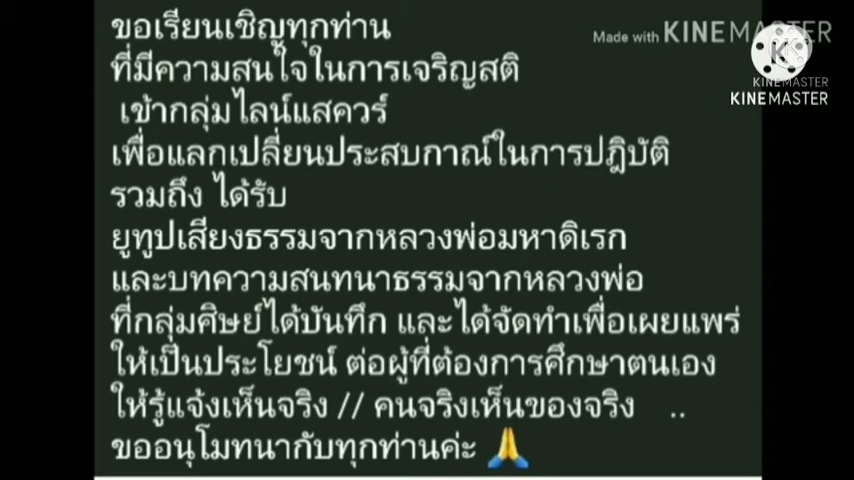 ขอเรียนเชิญทุกท่าน
Made with KINEMASTER
ที่มีความสนใจในการเจริญสติ
K
KINEMASTER
KINEMASTER
เข้ากลุ่มไลน์แสควร์
เพื่อแลกเปลี่ยนประสบกาณ์ในการปฎิบัติ
รวมถึง ได้รับ
ยูทูปเสียงธรรมจากหลวงพ่อมหาดิเรก
และบทความสนทนาธรรมจากหลวงพ่อ
ที่กลุ่มศิษย์ได้บันทึก และได้จัดทำเพื่อเผยแพร่
ให้เป็นประโยชน์ ต่อผู้ที่ต้องการศึกษาตนเอง
ให้รู้แจ้งเห็นจริง // คนจริงเห็นของจริง ..
ขออนุโมทนากับทุกท่านค่ะ 🙏